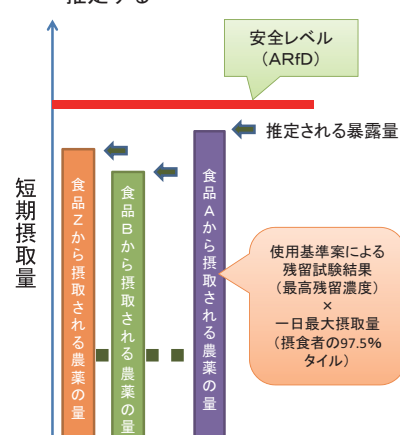 推定する
安全レベル
（ARfD）
推定される暴露量
短期摂取量
食品Zから摂取される農薬の量
食品Bから摂取される農薬の量
食品Aから摂取される農薬の量
使用基準案による
残留試験結果
（最高残留濃度）
×
一日最大摂取量
（摂食者の97.5%
タイル）